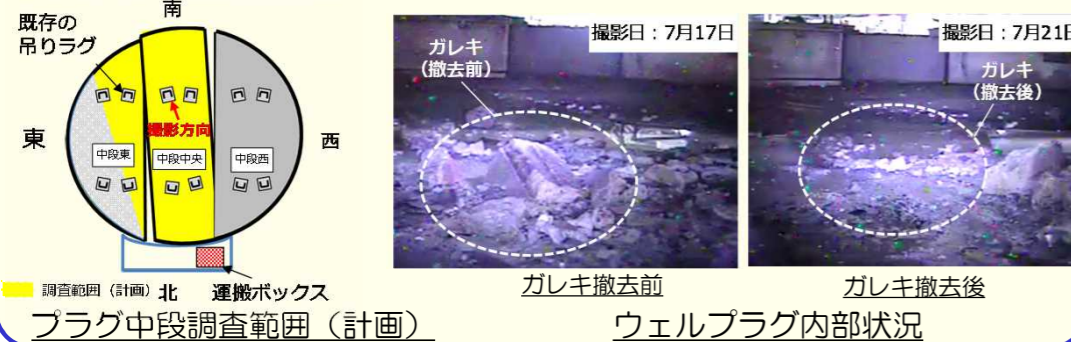 既存の
吊りラグ
南
東
西
撮影方向
中段東
中段中央
中段西
調査範囲（計画）
北
運搬ボックス
プラグ中段調査範囲（計画）
撮影日：7月17日
ガレキ
（撤去前）
ガレキ撤去前
撮影日：7月21日
ガレキ
（撤去後）
ガレキ撤去後
ウェルプラグ内部状況